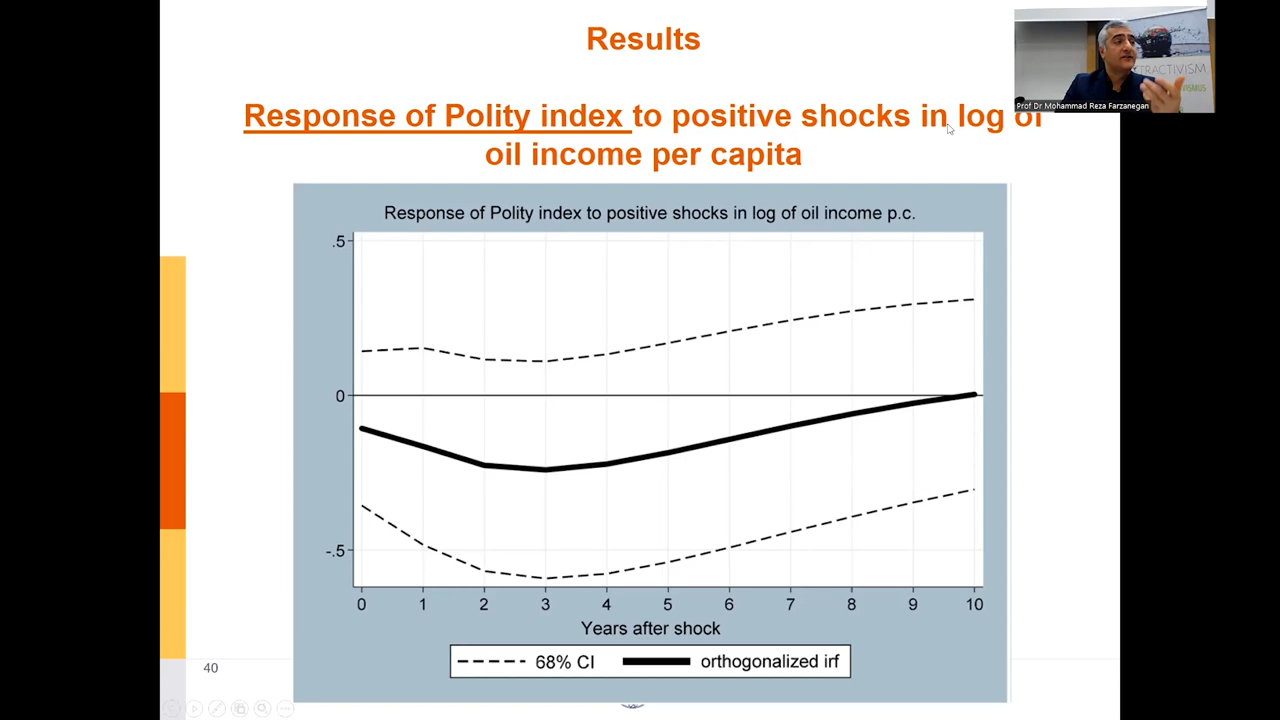 Results
Response of Polity index to positive shocks in log of
oil income per capita
TRACTIVISM
Prof Dr Mohammad Reza Farzanegan
Response of Polity index to positive shocks in log of oil income p.c.
.5
0
-.5
0 1 2 3 4 5 6 7 8 9 10
Years after shock
68% CI orthogonalized irf
40